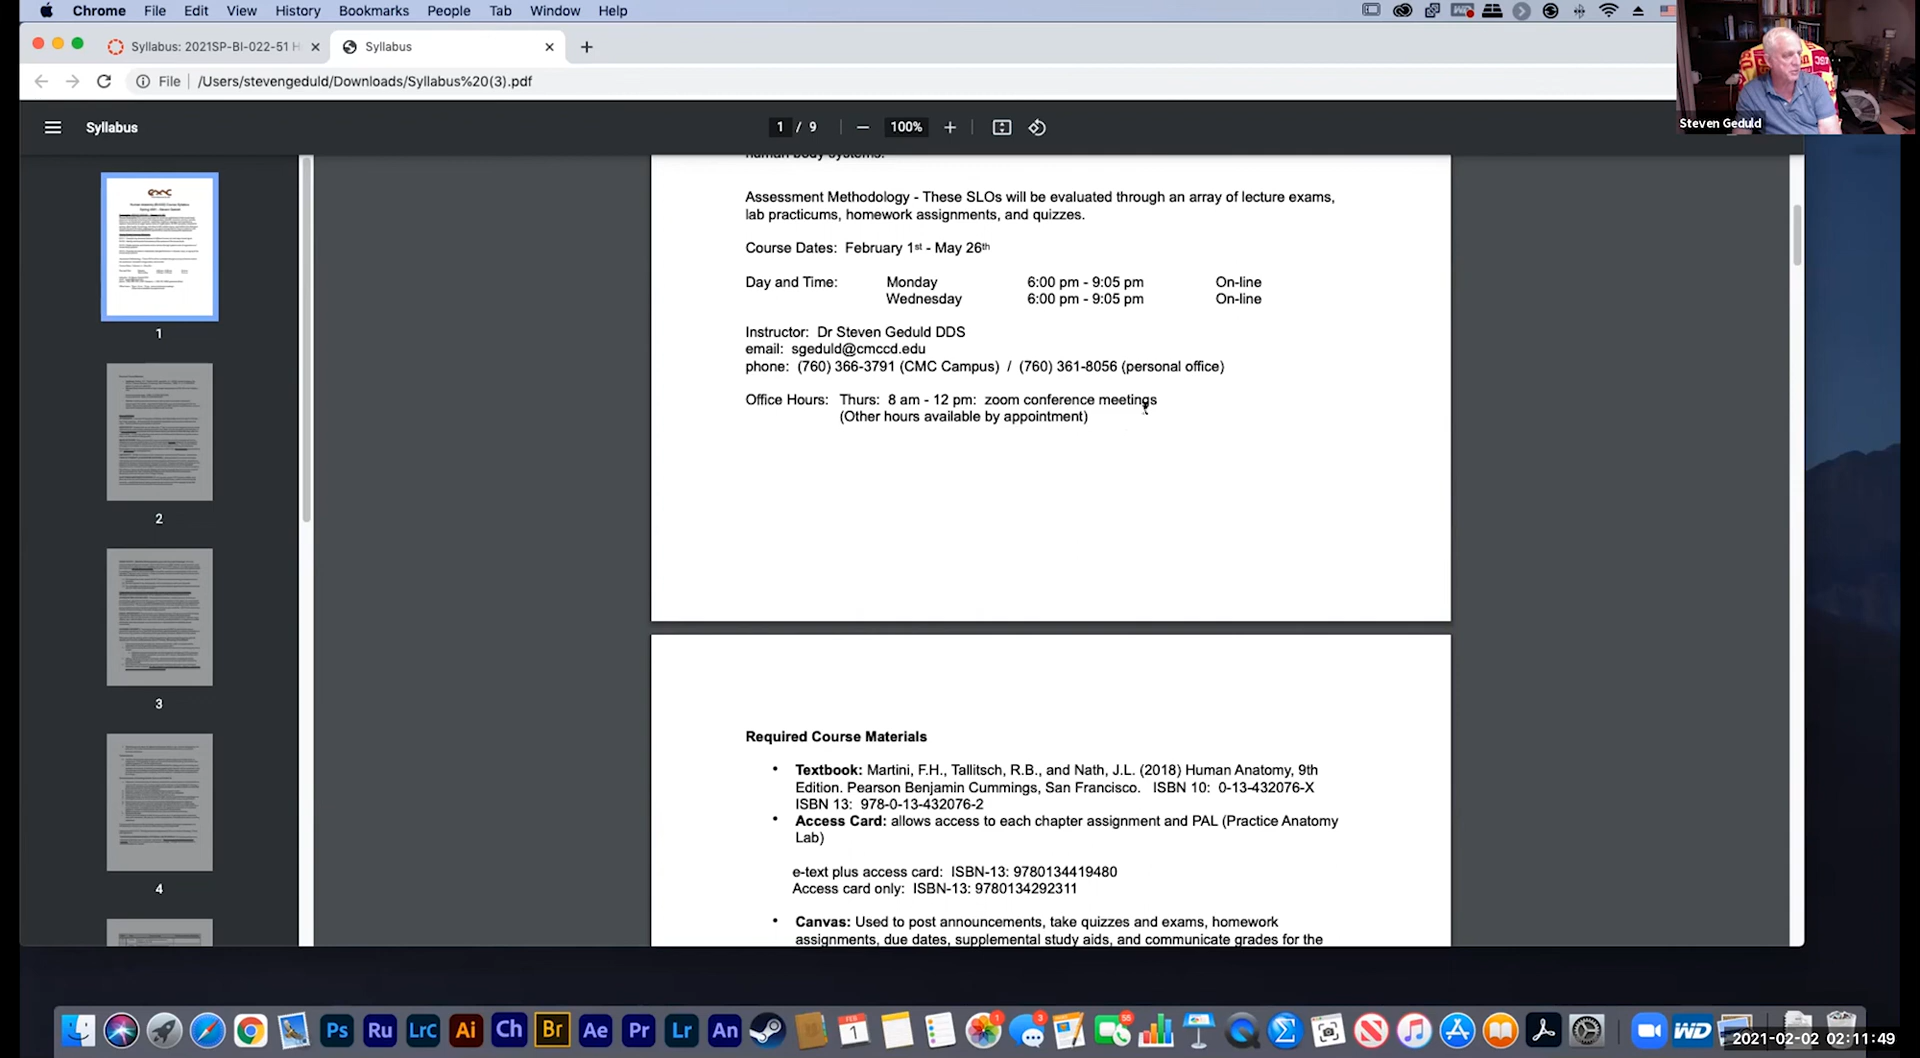 Chrome File Edit View History Bookmarks People Tab Window Help
Syllabus: 2021SP-BI-022-51 H
Syllabus
File /Users/stevengeduld/Downloads/Syllabus%20(3).pdf
Syllabus
1 / 9
100%
Steven Geduld
human body systems.
Assessment Methodology - These SLOs will be evaluated through an array of lecture exams,
lab practicums, homework assignments, and quizzes.
Course Dates: February 1st - May 26th
Day and Time: Monday 6:00 pm - 9:05 pm On-line
Wednesday 6:00 pm - 9:05 pm On-line
Instructor: Dr Steven Geduld DDS
email: sgeduld@cmccd.edu
phone: (760) 366-3791 (CMC Campus) / (760) 361-8056 (personal office)
Office Hours: Thurs: 8 am - 12 pm: zoom conference meetings
(Other hours available by appointment)
Required Course Materials
• Textbook: Martini, F.H., Tallitsch, R.B., and Nath, J.L. (2018) Human Anatomy, 9th
Edition. Pearson Benjamin Cummings, San Francisco. ISBN 10: 0-13-432076-X
ISBN 13: 978-0-13-432076-2
• Access Card: allows access to each chapter assignment and PAL (Practice Anatomy
Lab)
e-text plus access card: ISBN-13: 9780134419480
Access card only: ISBN-13: 9780134292311
• Canvas: Used to post announcements, take quizzes and exams, homework
assignments, due dates, supplemental study aids, and communicate grades for the
1
2
3
4
Ps Ru LrC Ai Ch Br Ae Pr Lr An
FEB
1
1
3
WD
2021-02-02 02:11:49